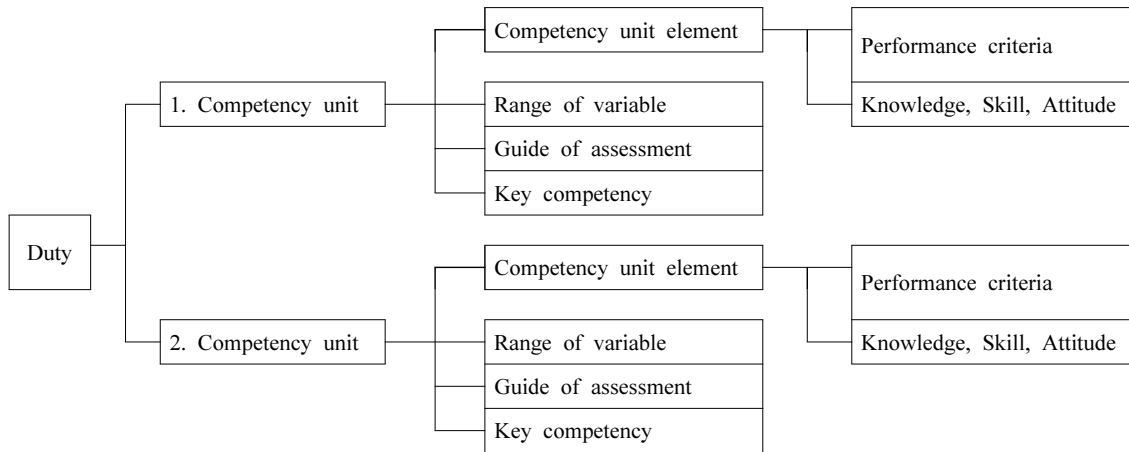 Competency unit element
Performance criteria
1. Competency unit
Range of variable
Knowledge, Skill, Attitude
Guide of assessment
Key competency
Duty
Competency unit element
Performance criteria
2. Competency unit
Range of variable
Knowledge, Skill, Attitude
Guide of assessment
Key competency